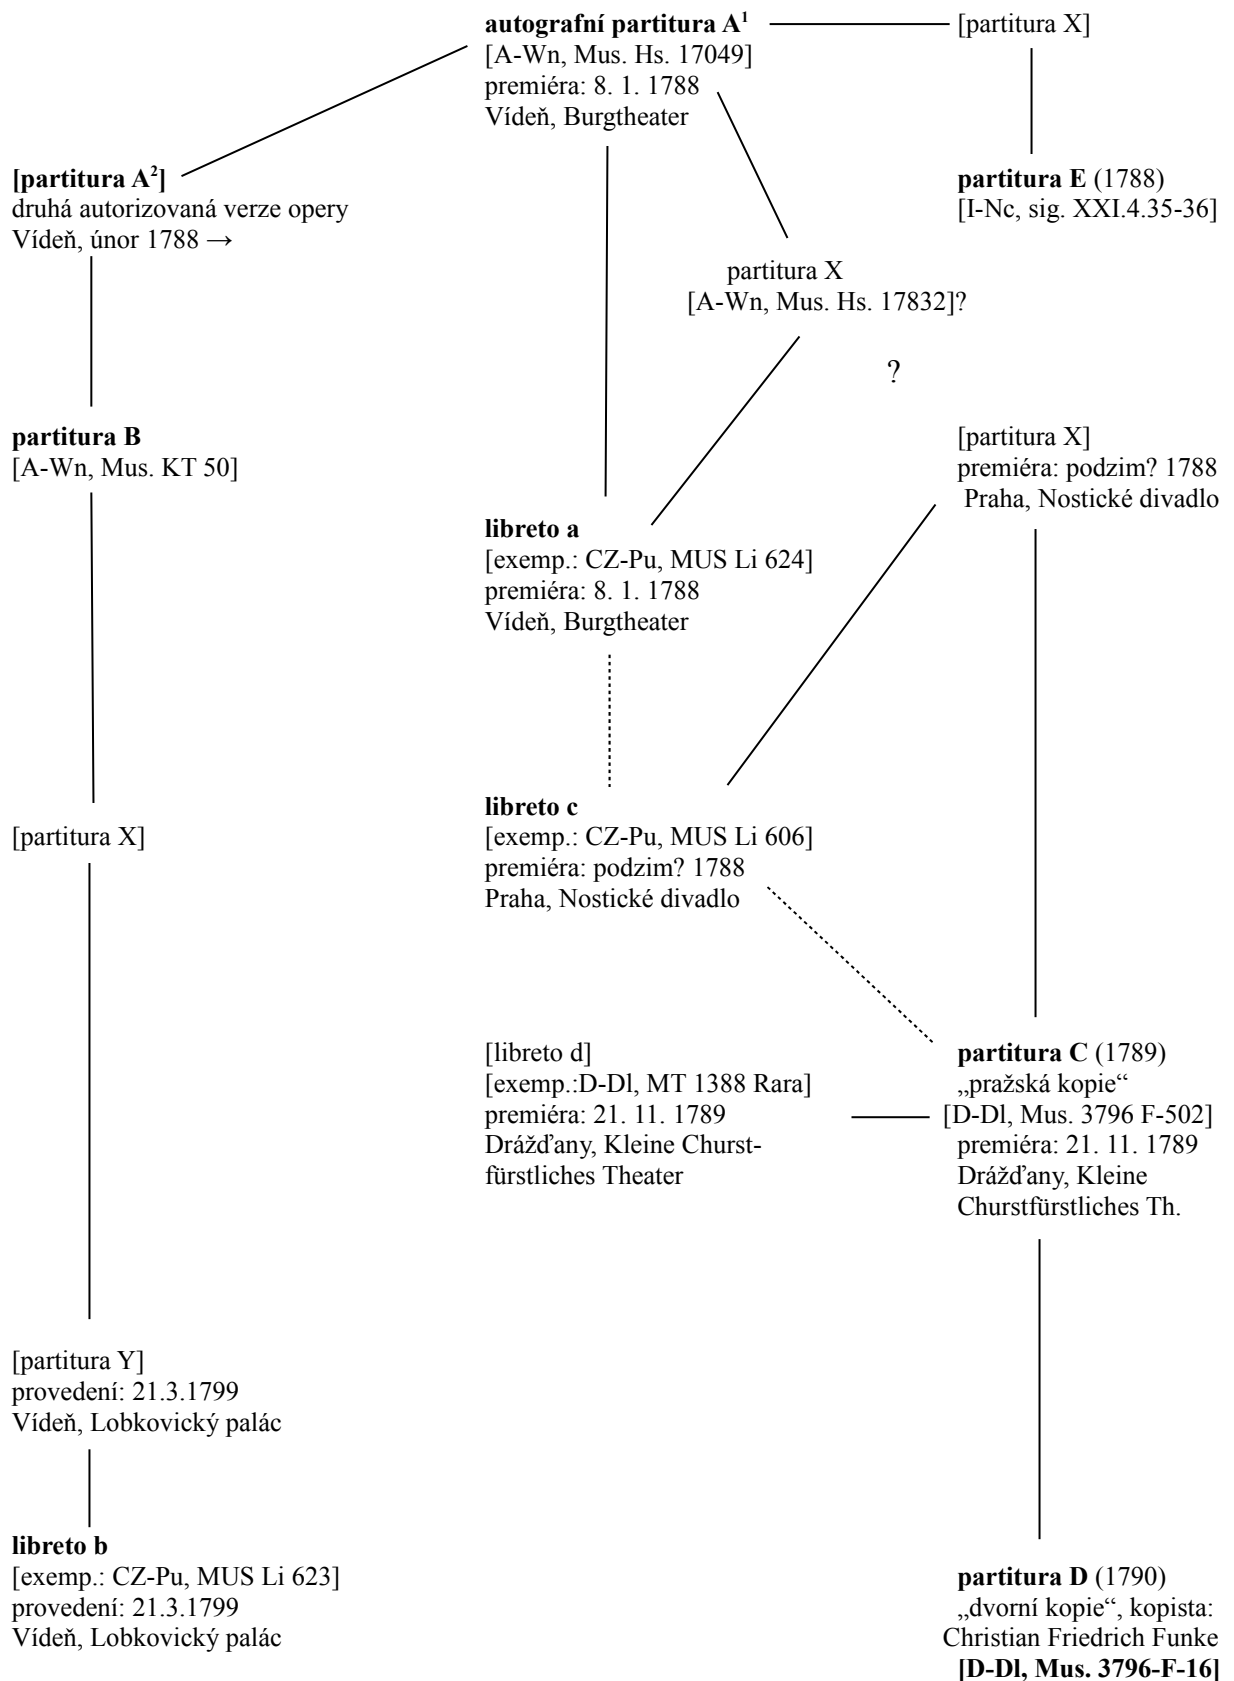 autografní partitura A¹
[A-Wn, Mus. Hs. 17049]
premiéra: 8. 1. 1788
Vídeň, Burgtheater
[partitura X]
[partitura A²]
druhá autorizovaná verze opery
Vídeň, únor 1788 →
partitura E (1788)
[I-Nc, sig. XXI.4.35-36]
partitura X
[A-Wn, Mus. Hs. 17832]?
?
partitura B
[A-Wn, Mus. KT 50]
[partitura X]
premiéra: podzim? 1788
Praha, Nostické divadlo
libreto a
[exemp.: CZ-Pu, MUS Li 624]
premiéra: 8. 1. 1788
Vídeň, Burgtheater
libreto c
[exemp.: CZ-Pu, MUS Li 606]
premiéra: podzim? 1788
Praha, Nostické divadlo
[partitura X]
[libreto d]
[exemp.:D-Dl, MT 1388 Rara]
premiéra: 21. 11. 1789
Drážďany, Kleine Churst-
fürstliches Theater
partitura C (1789)
„pražská kopie“
[D-Dl, Mus. 3796 F-502]
premiéra: 21. 11. 1789
Drážďany, Kleine
Churstfürstliches Th.
[partitura Y]
provedení: 21.3.1799
Vídeň, Lobkovický palác
libreto b
[exemp.: CZ-Pu, MUS Li 623]
provedení: 21.3.1799
Vídeň, Lobkovický palác
partitura D (1790)
„dvorní kopie“, kopista:
Christian Friedrich Funke
[D-Dl, Mus. 3796-F-16]